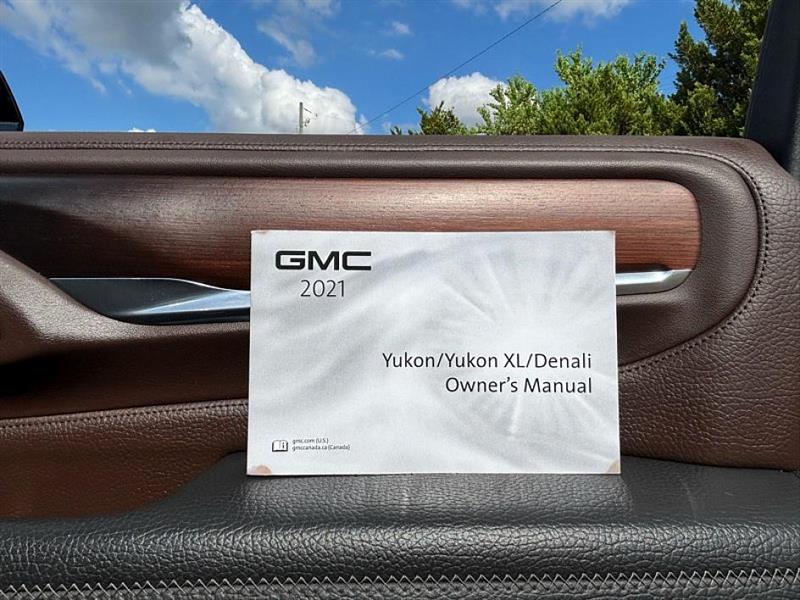 GMC
2021
Yukon/Yukon XL/Denali
Owner's Manual
gmc.com (U.S.)
gmccanada.ca (Canada)